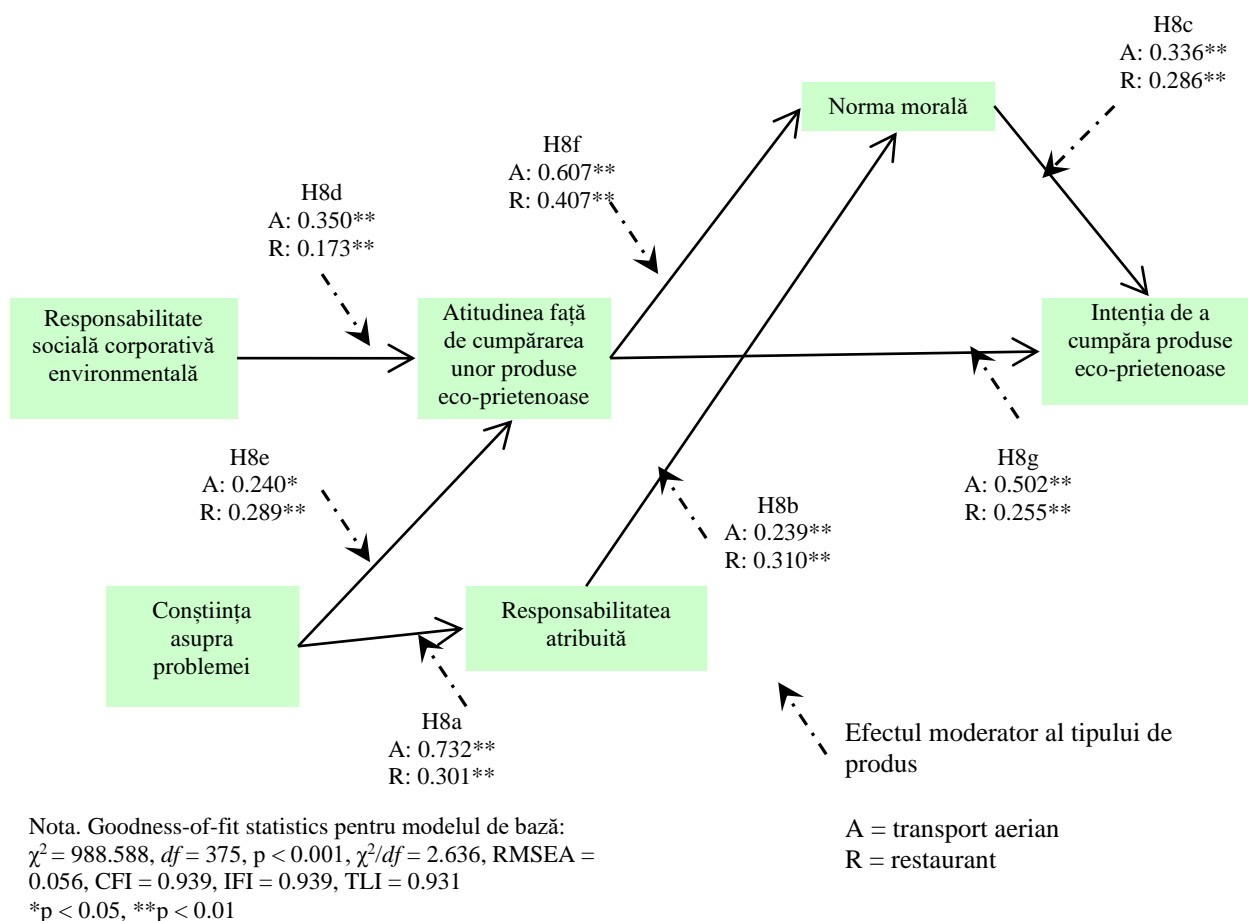 H8c
A: 0.336**
R: 0.286**
Norma morală
H8f
A: 0.607**
R: 0.407**
H8d
A: 0.350**
R: 0.173**
Responsabilitate
socială corporativă
environmentală
Atitudinea față
de cumpărarea
unor produse
eco-prietenoase
Intenția de a
cumpăra produse
eco-prietenoase
H8e
A: 0.240*
R: 0.289**
H8g
A: 0.502**
R: 0.255**
H8b
A: 0.239**
R: 0.310**
Conștiința
asupra
problemei
Responsabilitatea
atribuită
H8a
A: 0.732**
R: 0.301**
Efectul moderator al tipului de
produs
A = transport aerian
R = restaurant
Nota. Goodness-of-fit statistics pentru modelul de bază:
χ² = 988.588, df = 375, p < 0.001, χ²/df = 2.636, RMSEA =
0.056, CFI = 0.939, IFI = 0.939, TLI = 0.931
*p < 0.05, **p < 0.01